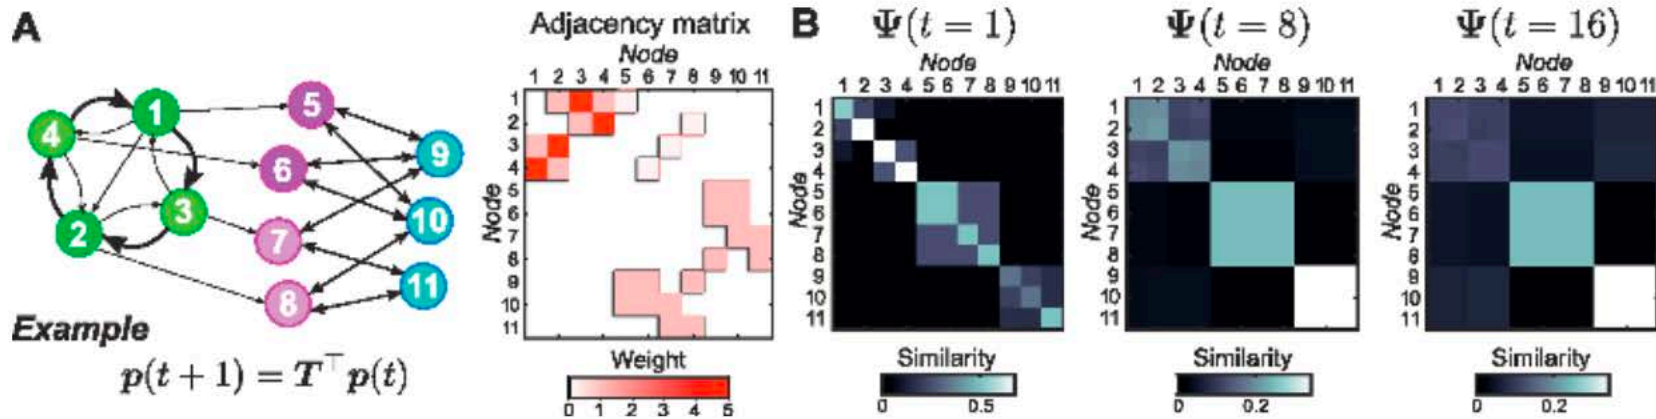 A
1
2
3
4
5
6
7
8
9
10
11
Example
p(t + 1) = T⊤p(t)
Adjacency matrix
Node
1 2 3 4 5 6 7 8 9 10 11
Node
1
2
3
4
5
6
7
8
9
10
11
Weight
0 1 2 3 4 5
B
Ψ(t = 1)
Node
1 2 3 4 5 6 7 8 9 10 11
Node
1
2
3
4
5
6
7
8
9
10
11
Similarity
0 0.5
Ψ(t = 8)
Node
1 2 3 4 5 6 7 8 9 10 11
Node
1
2
3
4
5
6
7
8
9
10
11
Similarity
0 0.2
Ψ(t = 16)
Node
1 2 3 4 5 6 7 8 9 10 11
Node
1
2
3
4
5
6
7
8
9
10
11
Similarity
0 0.2